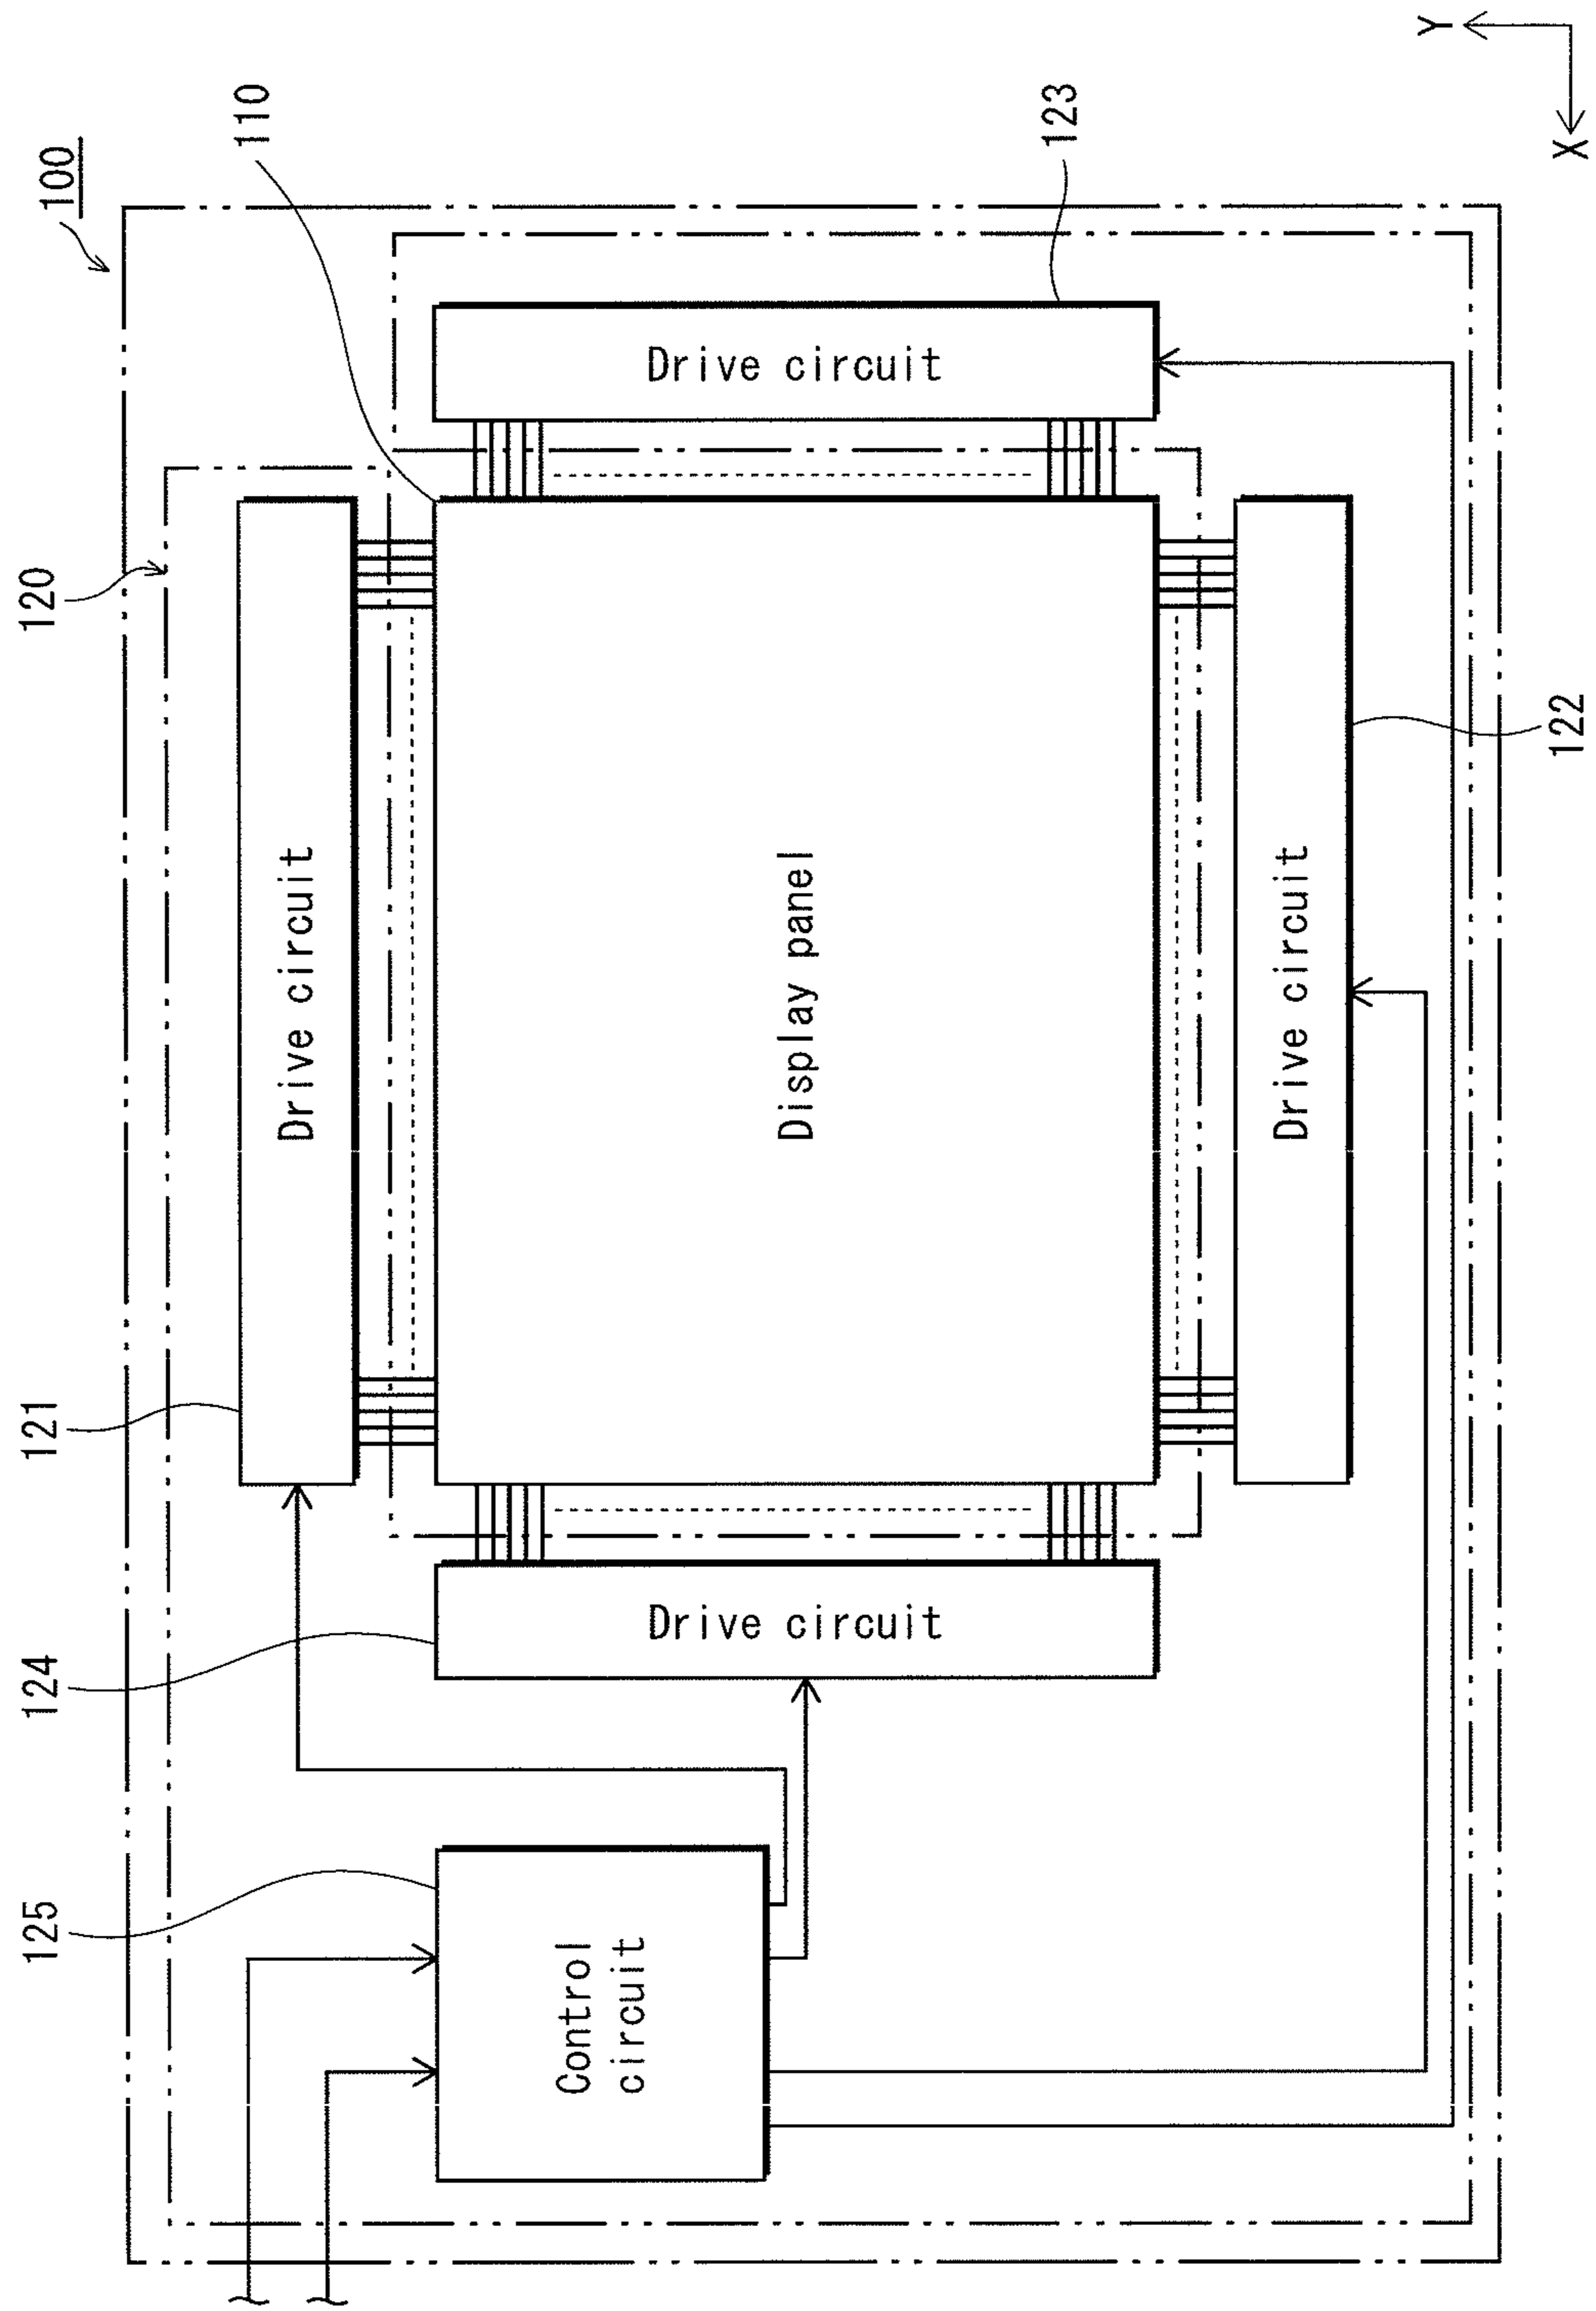 100
110
120
121
Drive circuit
123
Drive circuit
Display panel
124
Drive circuit
122
Drive circuit
125
Control
circuit
Y
X